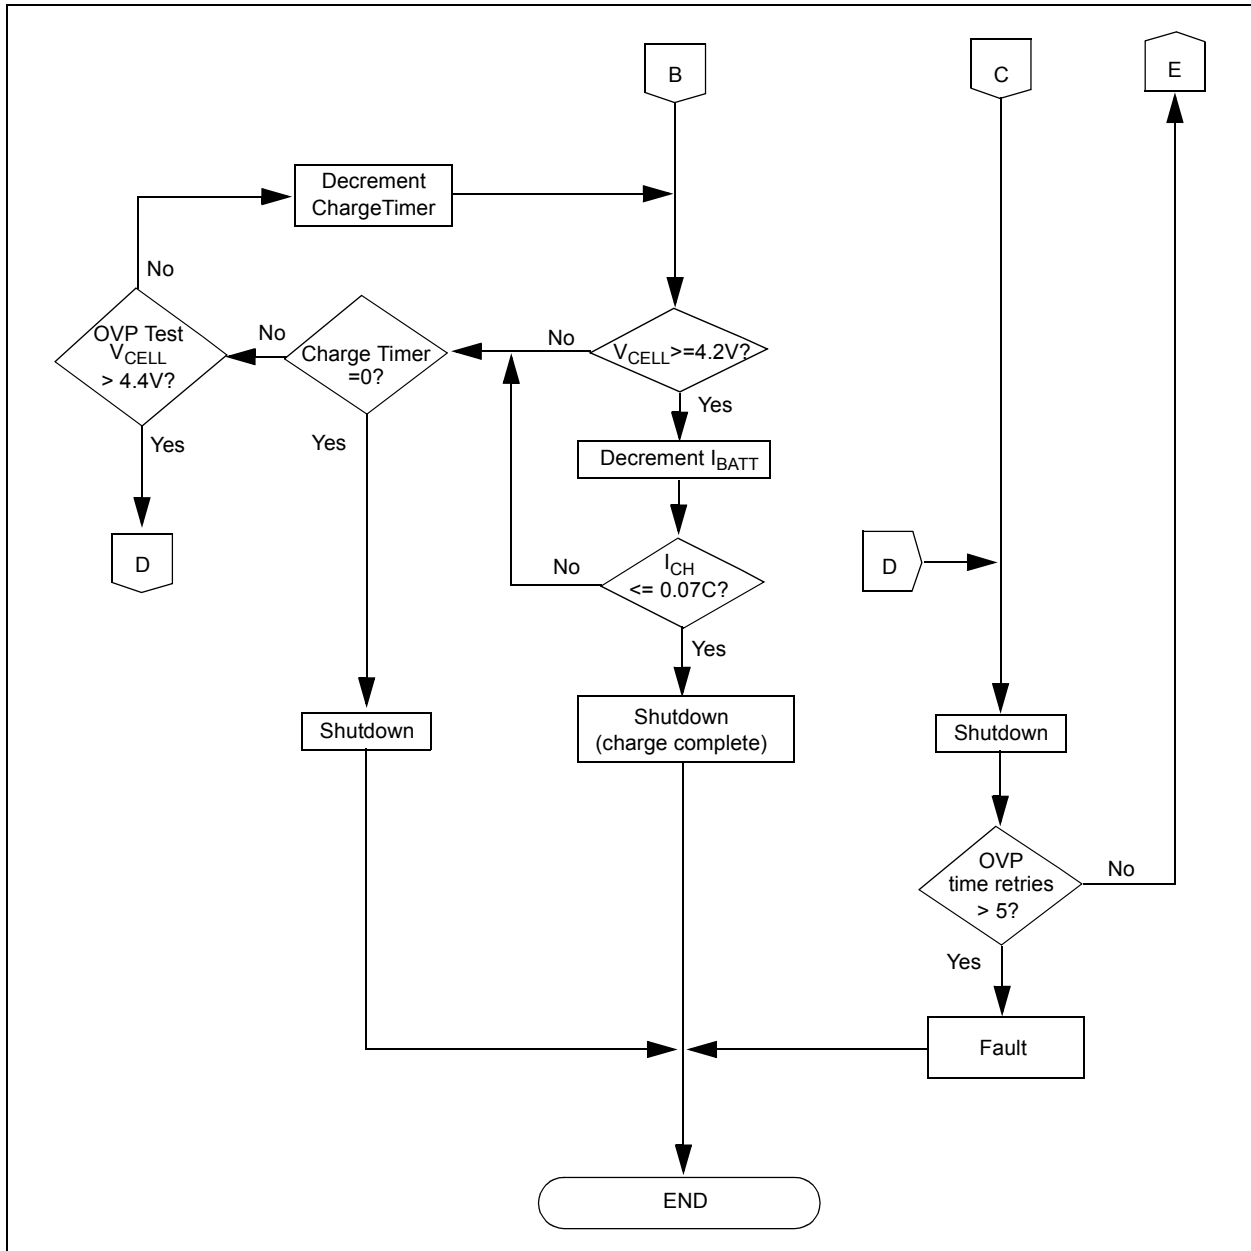 B
C
E
Decrement
ChargeTimer
No
OVP Test
VCELL
> 4.4V?
No
Charge Timer
=0?
No
VCELL>=4.2V?
Yes
Yes
Yes
Decrement IBATT
D
No
ICH
<= 0.07C?
D
Yes
Shutdown
Shutdown
(charge complete)
Shutdown
OVP
time retries
> 5?
No
Yes
Fault
END